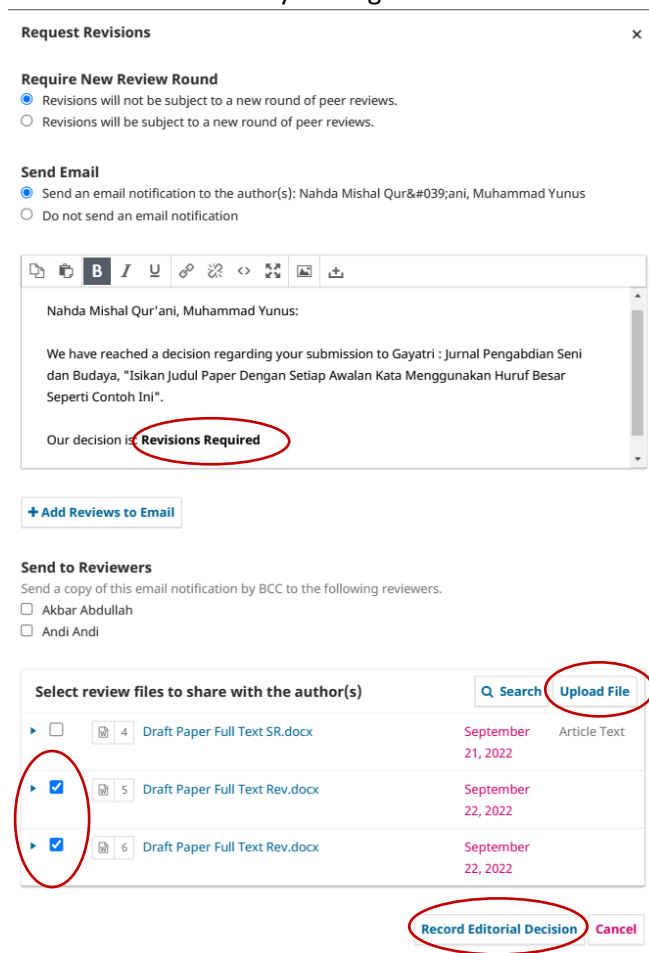 Request Revisions ×
Require New Review Round
Revisions will not be subject to a new round of peer reviews.
Revisions will be subject to a new round of peer reviews.
Send Email
Send an email notification to the author(s): Nahda Mishal Qur&#039;ani, Muhammad Yunus
Do not send an email notification
B I U
Nahda Mishal Qur'ani, Muhammad Yunus:
We have reached a decision regarding your submission to Gayatri : Jurnal Pengabdian Seni
dan Budaya, "Isikan Judul Paper Dengan Setiap Awalan Kata Menggunakan Huruf Besar
Seperti Contoh Ini".
Our decision is: Revisions Required
+ Add Reviews to Email
Send to Reviewers
Send a copy of this email notification by BCC to the following reviewers.
Akbar Abdullah
Andi Andi
Select review files to share with the author(s) Search Upload File
4 Draft Paper Full Text SR.docx September Article Text
21, 2022
5 Draft Paper Full Text Rev.docx September
22, 2022
6 Draft Paper Full Text Rev.docx September
22, 2022
Record Editorial Decision Cancel